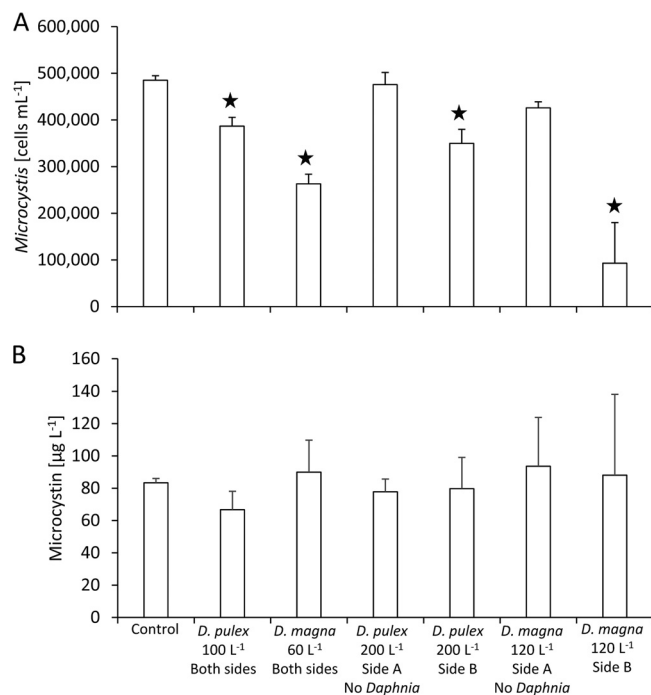 A
600,000
500,000
400,000
300,000
200,000
100,000
0
Microcystis [cells mL⁻¹]
★
★
★
★
B
160
140
120
100
80
60
40
20
0
Microcystin [µg L⁻¹]
Control
D. pulex
100 L⁻¹
Both sides
D. magna
60 L⁻¹
Both sides
D. pulex
200 L⁻¹
Side A
No Daphnia
D. pulex
200 L⁻¹
Side B
D. magna
120 L⁻¹
Side A
No Daphnia
D. magna
120 L⁻¹
Side B